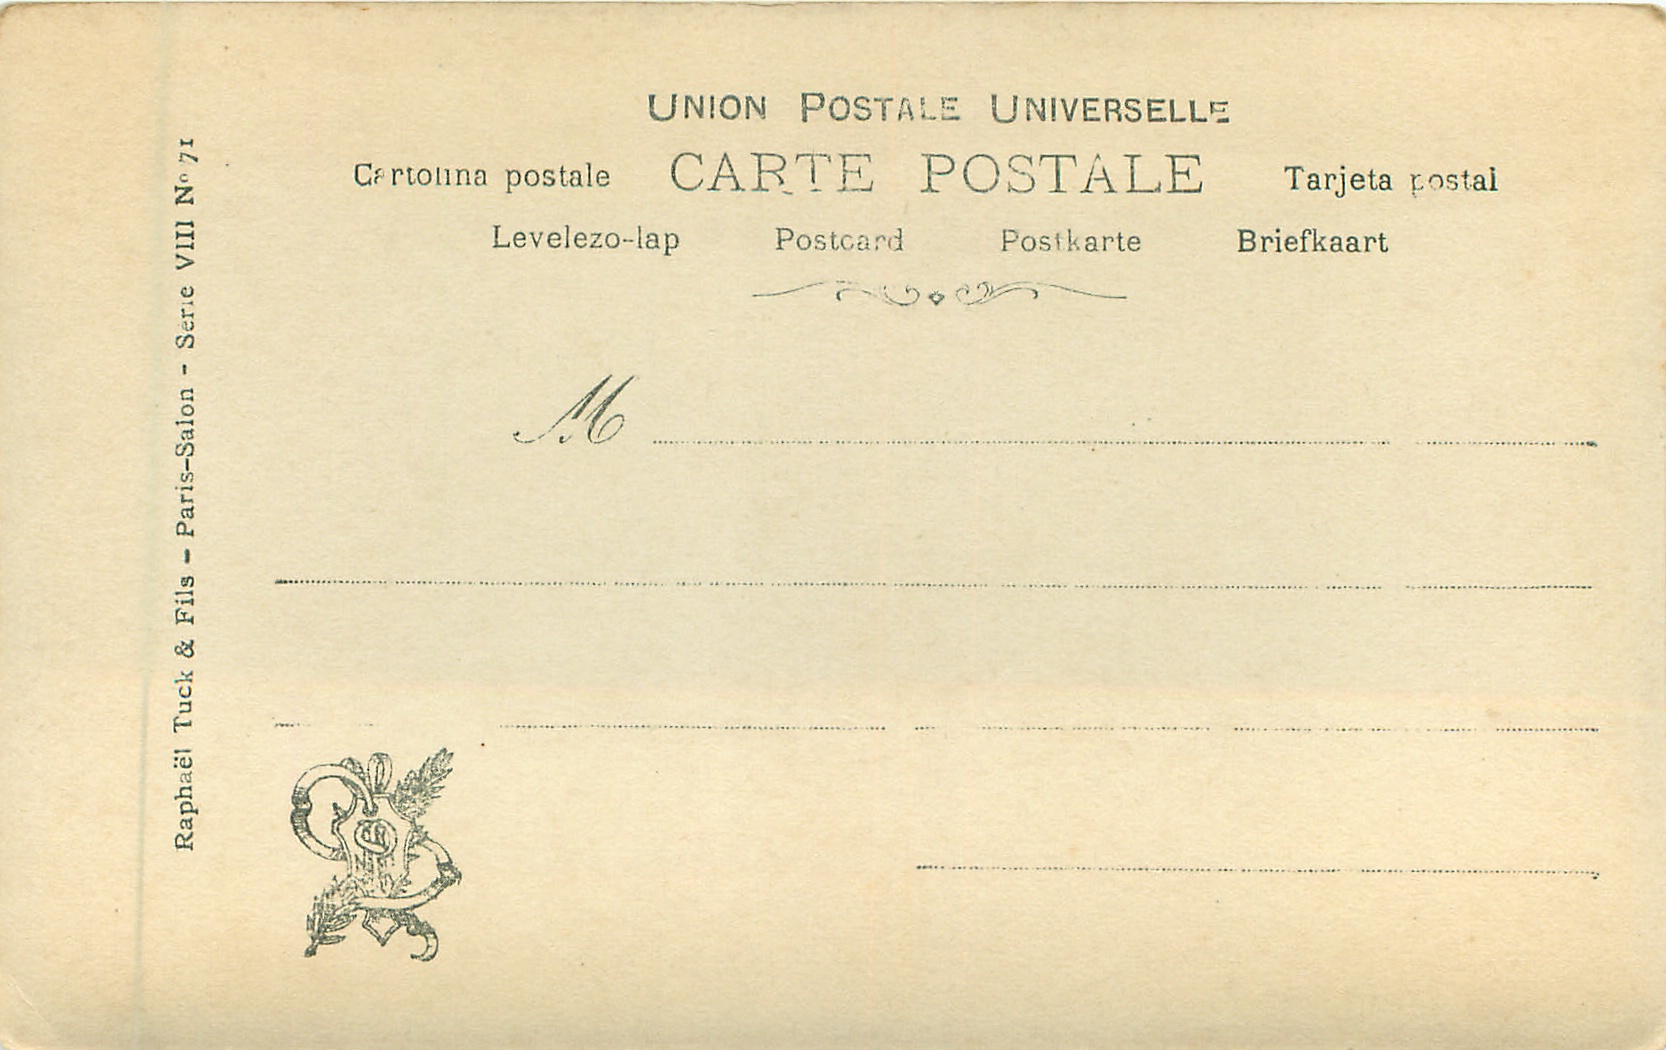 UNION POSTALE UNIVERSELLE
Cartolina postale CARTE POSTALE Tarjeta postal
Levelezo-lap Postcard Postkarte Briefkaart
M
Raphaël Tuck & Fils - Paris-Salon - Serie VIII Nº 71